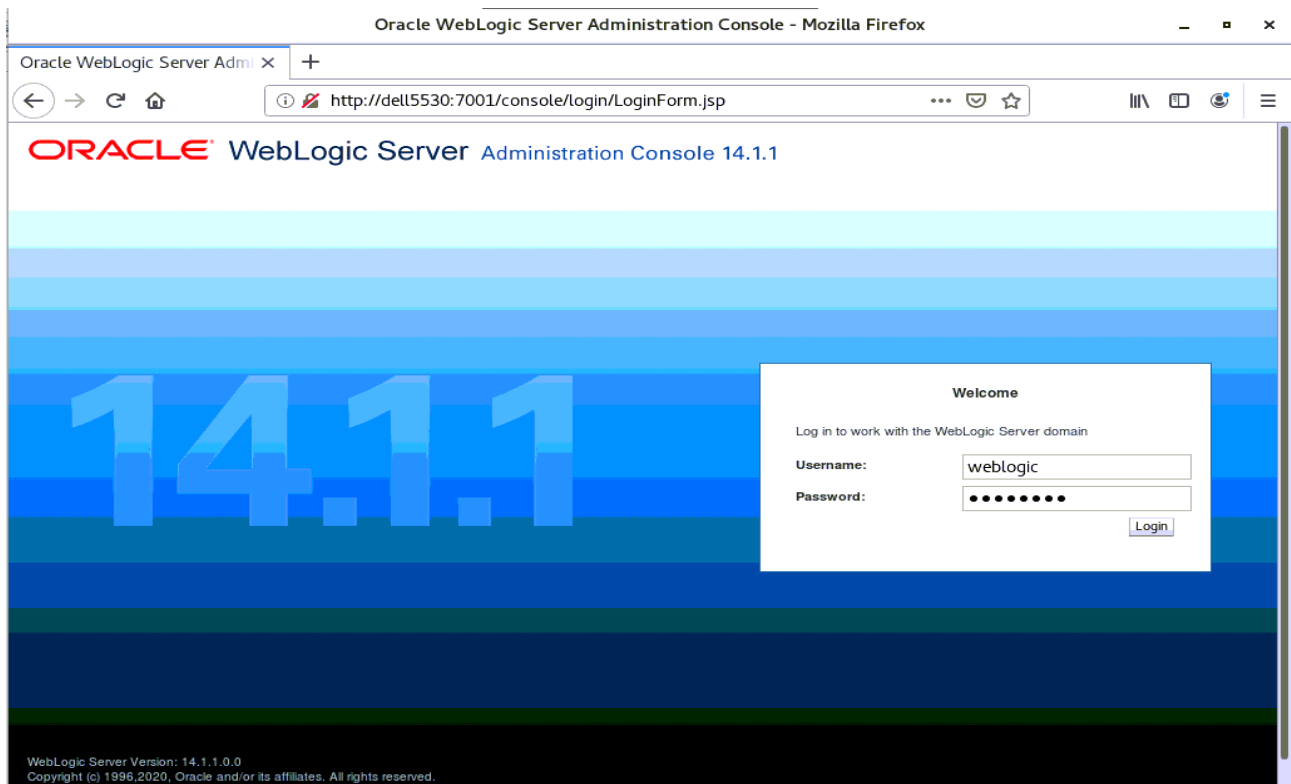 Oracle WebLogic Server Administration Console - Mozilla Firefox
Oracle WebLogic Server Admi
http://dell5530:7001/console/login/LoginForm.jsp
ORACLE WebLogic Server Administration Console 14.1.1
14.1.1
Welcome
Log in to work with the WebLogic Server domain
Username: weblogic
Password: ••••••••
Login
WebLogic Server Version: 14.1.1.0.0
Copyright (c) 1996,2020, Oracle and/or its affiliates. All rights reserved.